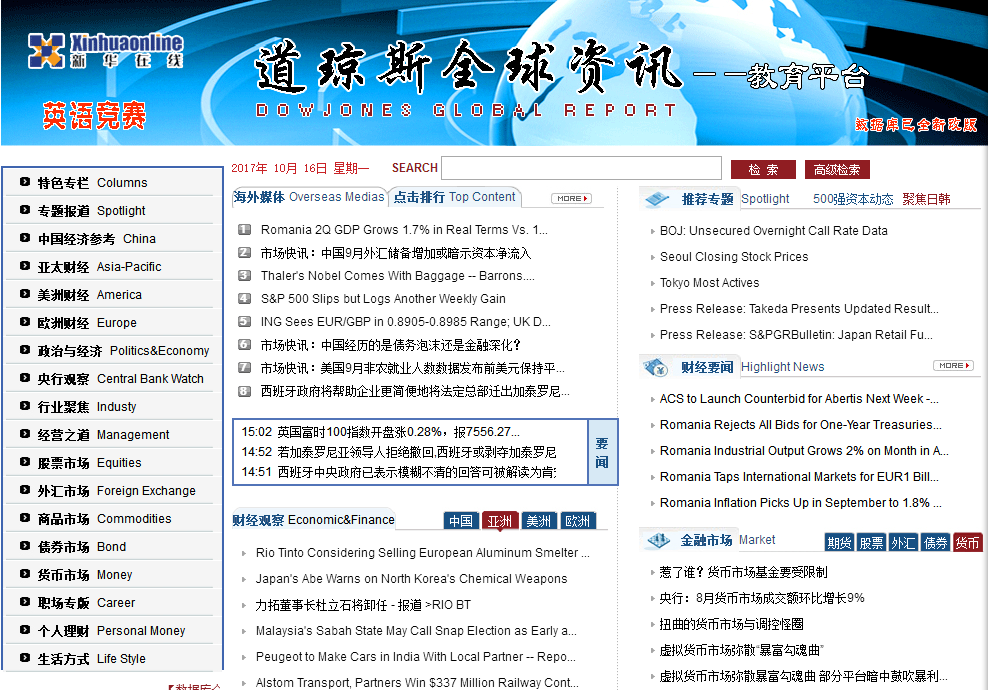 Xinhuaonline
新 华 在 线
道琼斯全球资讯
——教育平台
DOWJONES GLOBAL REPORT
英语竞赛
数据库已全新改版
2017年 10月 16日 星期一 SEARCH 检 索 高级检索
特色专栏 Columns
专题报道 Spotlight
中国经济参考 China
亚太财经 Asia-Pacific
美洲财经 America
欧洲财经 Europe
政治与经济 Politics&Economy
央行观察 Central Bank Watch
行业聚焦 Industy
经营之道 Management
股票市场 Equities
外汇市场 Foreign Exchange
商品市场 Commodities
债券市场 Bond
货币市场 Money
职场专版 Career
个人理财 Personal Money
生活方式 Life Style
海外媒体 Overseas Medias 点击排行 Top Content MORE
1 Romania 2Q GDP Grows 1.7% in Real Terms Vs. 1...
2 市场快讯：中国9月外汇储备增加或暗示资本净流入
3 Thaler's Nobel Comes With Baggage -- Barrons....
4 S&P 500 Slips but Logs Another Weekly Gain
5 ING Sees EUR/GBP in 0.8905-0.8985 Range; UK D...
6 市场快讯：中国经历的是债务泡沫还是金融深化？
7 市场快讯：美国9月非农就业人数数据发布前美元保持平...
8 西班牙政府将帮助企业更简便地将法定总部迁出加泰罗尼...
15:02 英国富时100指数开盘涨0.28%，报7556.27...
14:52 若加泰罗尼亚领导人拒绝撤回,西班牙或剥夺加泰罗尼
14:51 西班牙中央政府已表示模糊不清的回答可被解读为肯
要闻
财经观察 Economic&Finance 中国 亚洲 美洲 欧洲
Rio Tinto Considering Selling European Aluminum Smelter ...
Japan's Abe Warns on North Korea's Chemical Weapons
力拓董事长杜立石将卸任 - 报道 >RIO BT
Malaysia's Sabah State May Call Snap Election as Early a...
Peugeot to Make Cars in India With Local Partner -- Repo...
Alstom Transport, Partners Win $337 Million Railway Cont...
推荐专题 Spotlight 500强资本动态 聚焦日韩
BOJ: Unsecured Overnight Call Rate Data
Seoul Closing Stock Prices
Tokyo Most Actives
Press Release: Takeda Presents Updated Result...
Press Release: S&PGRBulletin: Japan Retail Fu...
财经要闻 Highlight News MORE
ACS to Launch Counterbid for Abertis Next Week -...
Romania Rejects All Bids for One-Year Treasuries...
Romania Industrial Output Grows 2% on Month in A...
Romania Taps International Markets for EUR1 Bill...
Romania Inflation Picks Up in September to 1.8% ...
金融市场 Market 期货 股票 外汇 债券 货币
惹了谁？货币市场基金要受限制
央行：8月货币市场成交额环比增长9%
扭曲的货币市场与调控怪圈
虚拟货币市场弥散“暴富勾魂曲”
虚拟货币市场弥散暴富勾魂曲 部分平台暗中鼓吹暴利...